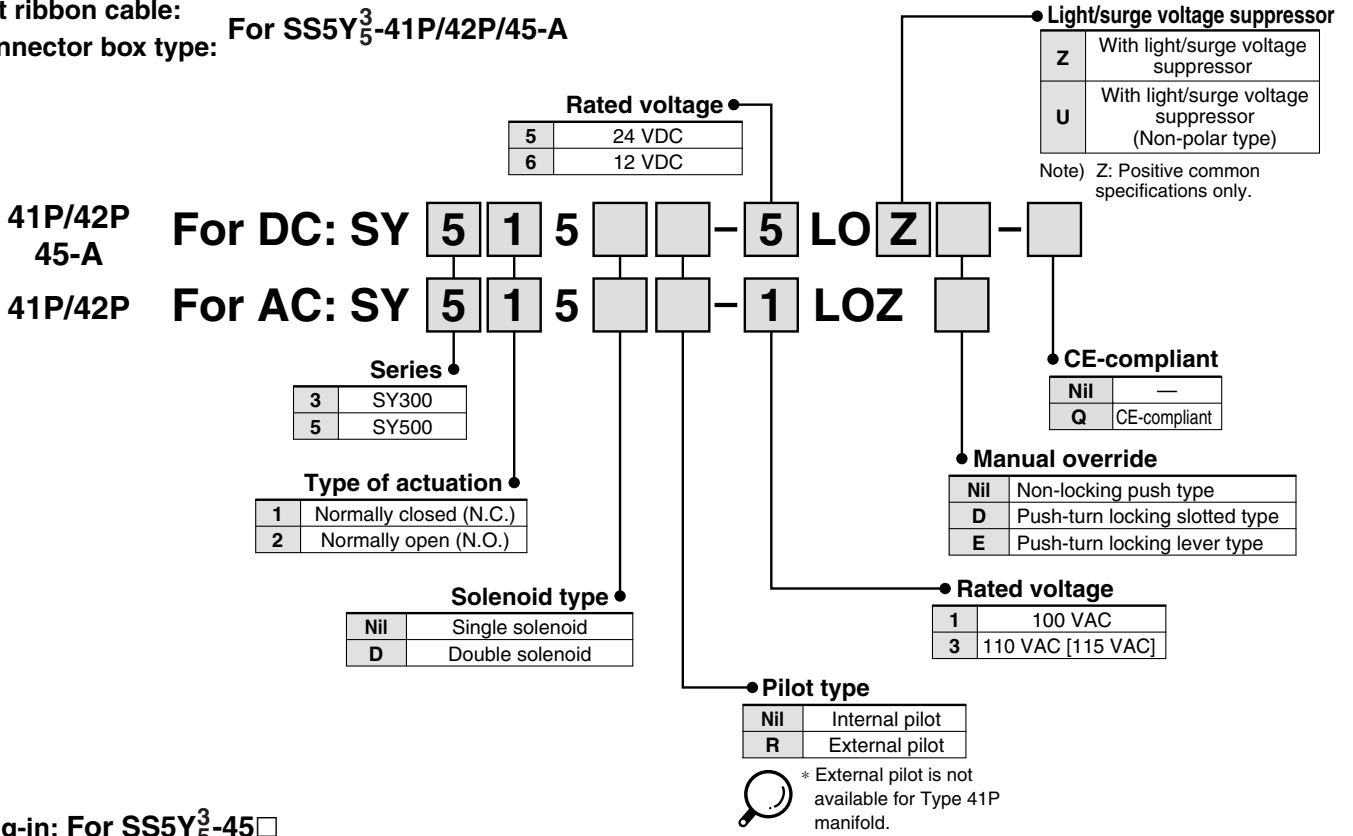 t ribbon cable:
nnector box type:
For SS5Y 3/5-41P/42P/45-A
Light/surge voltage suppressor
Z With light/surge voltage
suppressor
U With light/surge voltage
suppressor
(Non-polar type)
Note) Z: Positive common
specifications only.
Rated voltage
5 24 VDC
6 12 VDC
41P/42P
45-A
For DC: SY 5 1 5 □ □ – 5 LO Z □ – □
41P/42P
For AC: SY 5 1 5 □ □ – 1 LOZ □
Series
3 SY300
5 SY500
CE-compliant
Nil —
Q CE-compliant
Type of actuation
1 Normally closed (N.C.)
2 Normally open (N.O.)
Manual override
Nil Non-locking push type
D Push-turn locking slotted type
E Push-turn locking lever type
Solenoid type
Nil Single solenoid
D Double solenoid
Rated voltage
1 100 VAC
3 110 VAC [115 VAC]
Pilot type
Nil Internal pilot
R External pilot
* External pilot is not
available for Type 41P
manifold.
g-in: For SS5Y 3/5-45□